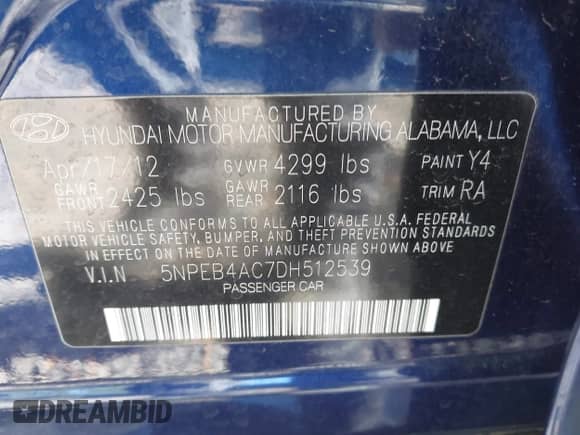 MANUFACTURED BY
HYUNDAI MOTOR MANUFACTURING ALABAMA, LLC
Apr/17/12 GVWR 4299 lbs PAINT Y4
GAWR FRONT 2425 lbs GAWR REAR 2116 lbs TRIM RA
THIS VEHICLE CONFORMS TO ALL APPLICABLE U.S.A. FEDERAL
MOTOR VEHICLE SAFETY, BUMPER, AND THEFT PREVENTION STANDARDS
IN EFFECT ON THE DATE OF MANUFACTURE SHOWN ABOVE.
V.I.N 5NPEB4AC7DH512539
PASSENGER CAR
DREAMBID